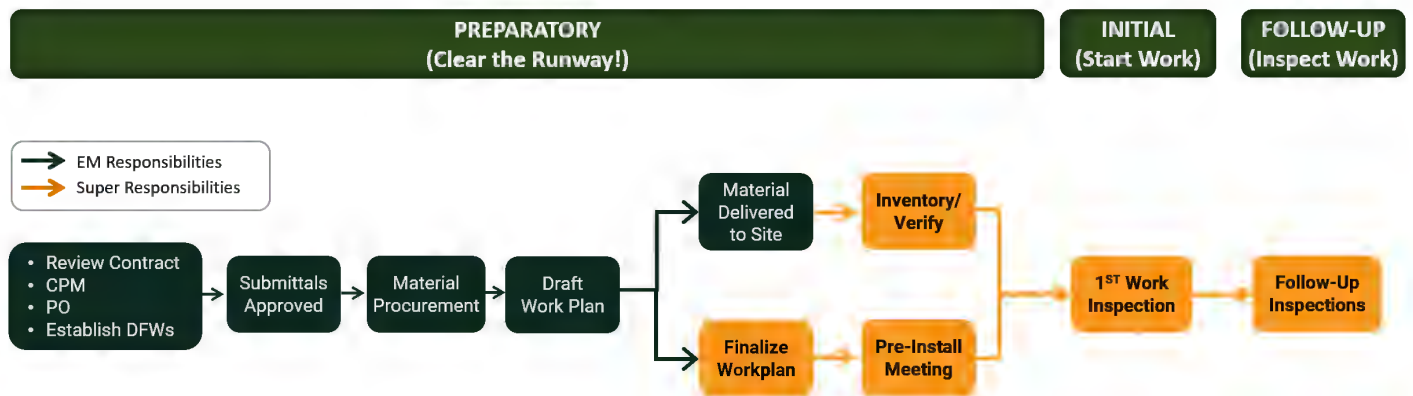 PREPARATORY
(Clear the Runway!)
INITIAL
(Start Work)
FOLLOW-UP
(Inspect Work)
EM Responsibilities
Super Responsibilities
• Review Contract
• CPM
• PO
• Establish DFWs
Submittals
Approved
Material
Procurement
Draft
Work Plan
Material
Delivered
to Site
Inventory/
Verify
Finalize
Workplan
Pre-Install
Meeting
1ST Work
Inspection
Follow-Up
Inspections